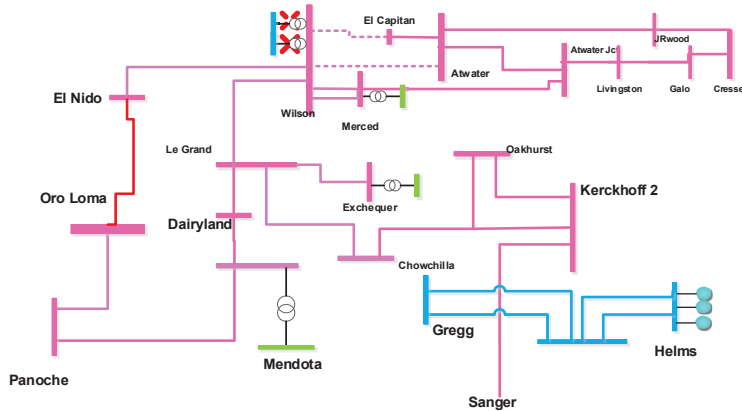 El Capitan
JRwood
Atwater Jct
Atwater
Livingston
Galo
Cresse
El Nido
Wilson
Merced
Le Grand
Oakhurst
Oro Loma
Exchequer
Kerckhoff 2
Dairyland
Chowchilla
Gregg
Helms
Mendota
Panoche
Sanger